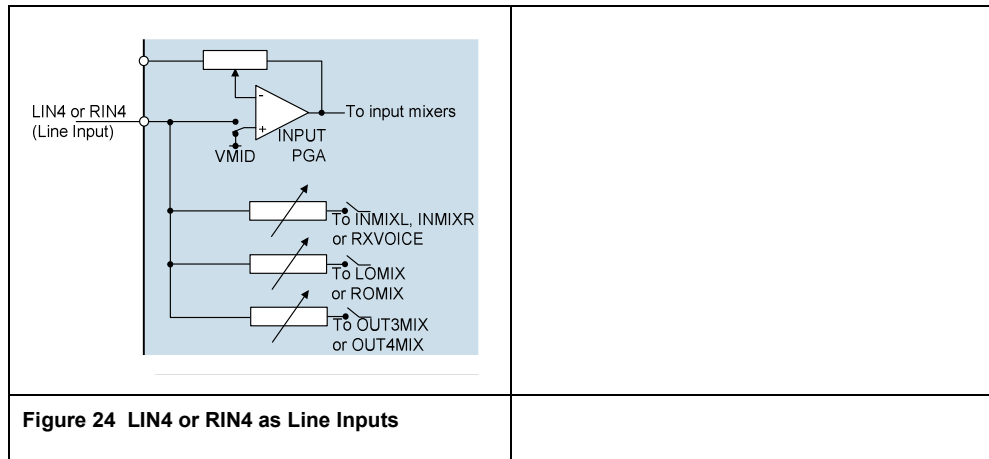 LIN4 or RIN4
(Line Input)
-
+
To input mixers
INPUT
PGA
VMID
To INMIXL, INMIXR
or RXVOICE
To LOMIX
or ROMIX
To OUT3MIX
or OUT4MIX
Figure 24 LIN4 or RIN4 as Line Inputs